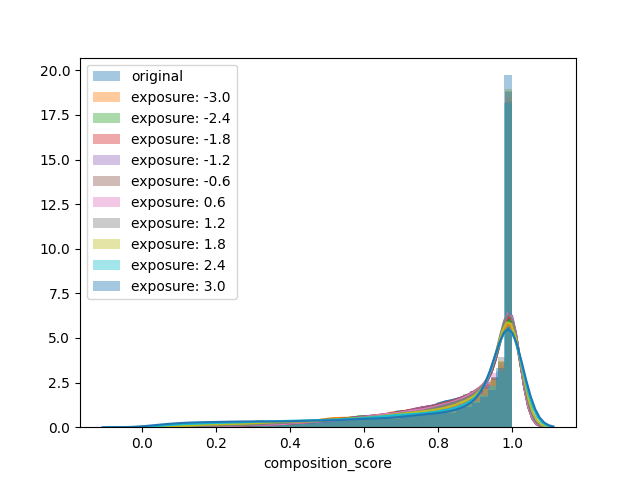 20.0
17.5
15.0
12.5
10.0
7.5
5.0
2.5
0.0
original
exposure: -3.0
exposure: -2.4
exposure: -1.8
exposure: -1.2
exposure: -0.6
exposure: 0.6
exposure: 1.2
exposure: 1.8
exposure: 2.4
exposure: 3.0
0.0 0.2 0.4 0.6 0.8 1.0
composition_score